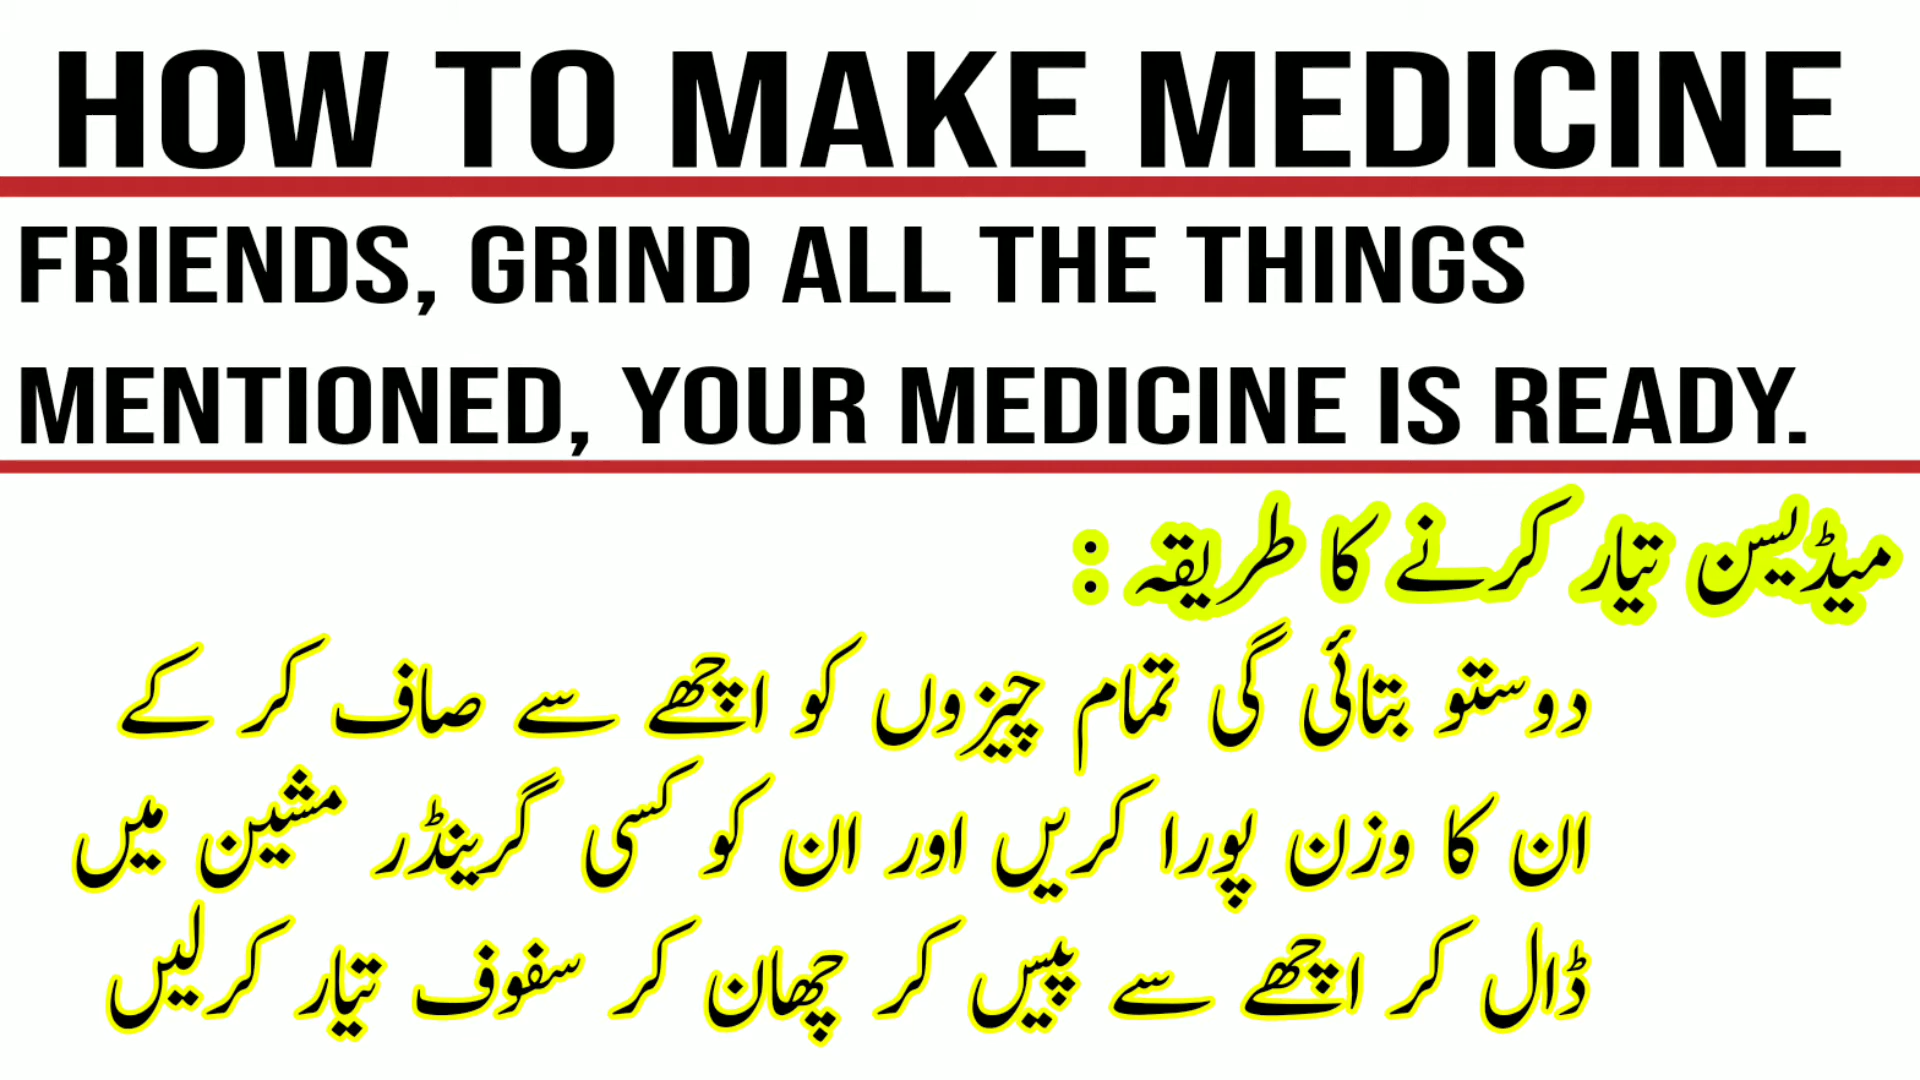 HOW TO MAKE MEDICINE
FRIENDS, GRIND ALL THE THINGS
MENTIONED, YOUR MEDICINE IS READY.
میڈیسن تیار کرنے کا طریقہ :
دوستو بتائی گی تمام چیزوں کو اچھے سے صاف کر کے
ان کا وزن پورا کریں اور ان کو کسی گرینڈر مشین میں
ڈال کر اچھے سے پیس کر چھان کر سفوف تیار کرلیں